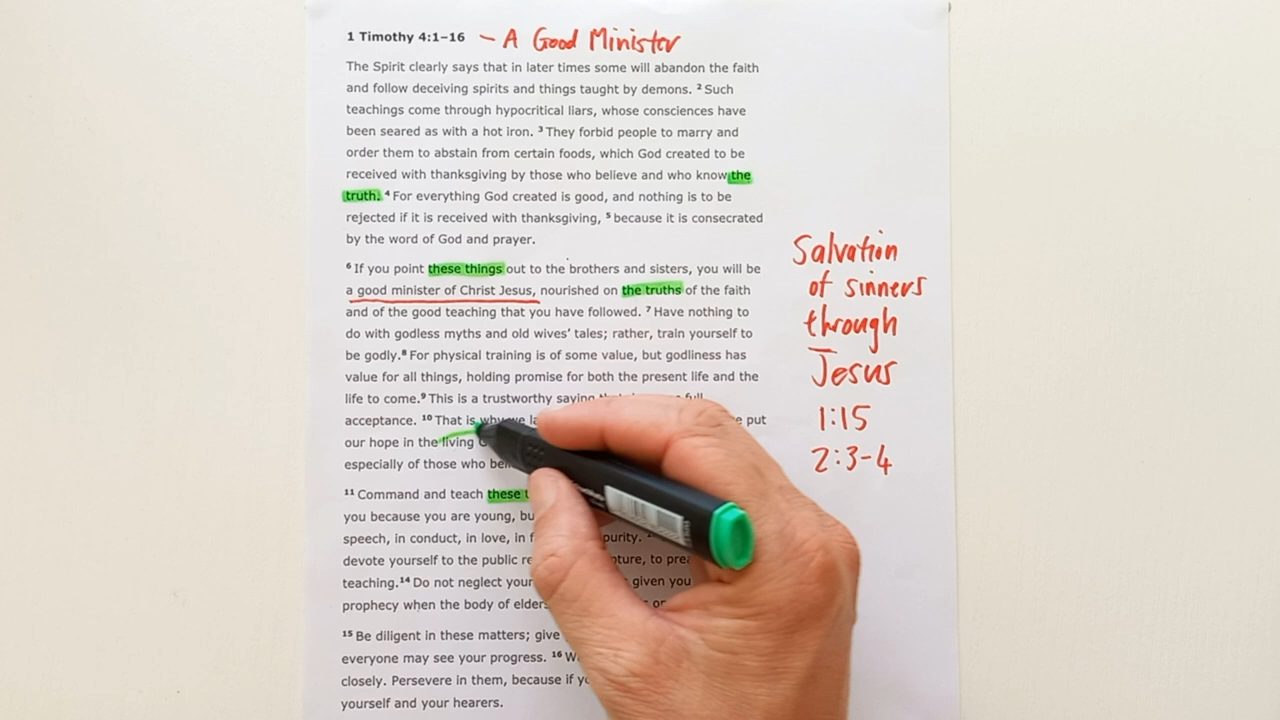 1 Timothy 4:1–16 – A Good Minister
The Spirit clearly says that in later times some will abandon the faith
and follow deceiving spirits and things taught by demons. 2 Such
teachings come through hypocritical liars, whose consciences have
been seared as with a hot iron. 3 They forbid people to marry and
order them to abstain from certain foods, which God created to be
received with thanksgiving by those who believe and who know the
truth. 4 For everything God created is good, and nothing is to be
rejected if it is received with thanksgiving, 5 because it is consecrated
by the word of God and prayer.
6 If you point these things out to the brothers and sisters, you will be
a good minister of Christ Jesus, nourished on the truths of the faith
and of the good teaching that you have followed. 7 Have nothing to
do with godless myths and old wives’ tales; rather, train yourself to
be godly. 8 For physical training is of some value, but godliness has
value for all things, holding promise for both the present life and the
life to come. 9 This is a trustworthy saying
acceptance. 10 That is why we put
our hope in the living
especially of those who
11 Command and teach these
you because you are young,
speech, in conduct, in love, in purity.
devote yourself to the public
teaching. 14 Do not neglect your given you
prophecy when the body of
15 Be diligent in these matters; give
everyone may see your progress. 16
closely. Persevere in them, because if
yourself and your hearers.
Salvation
of sinners
through
Jesus
1:15
2:3-4